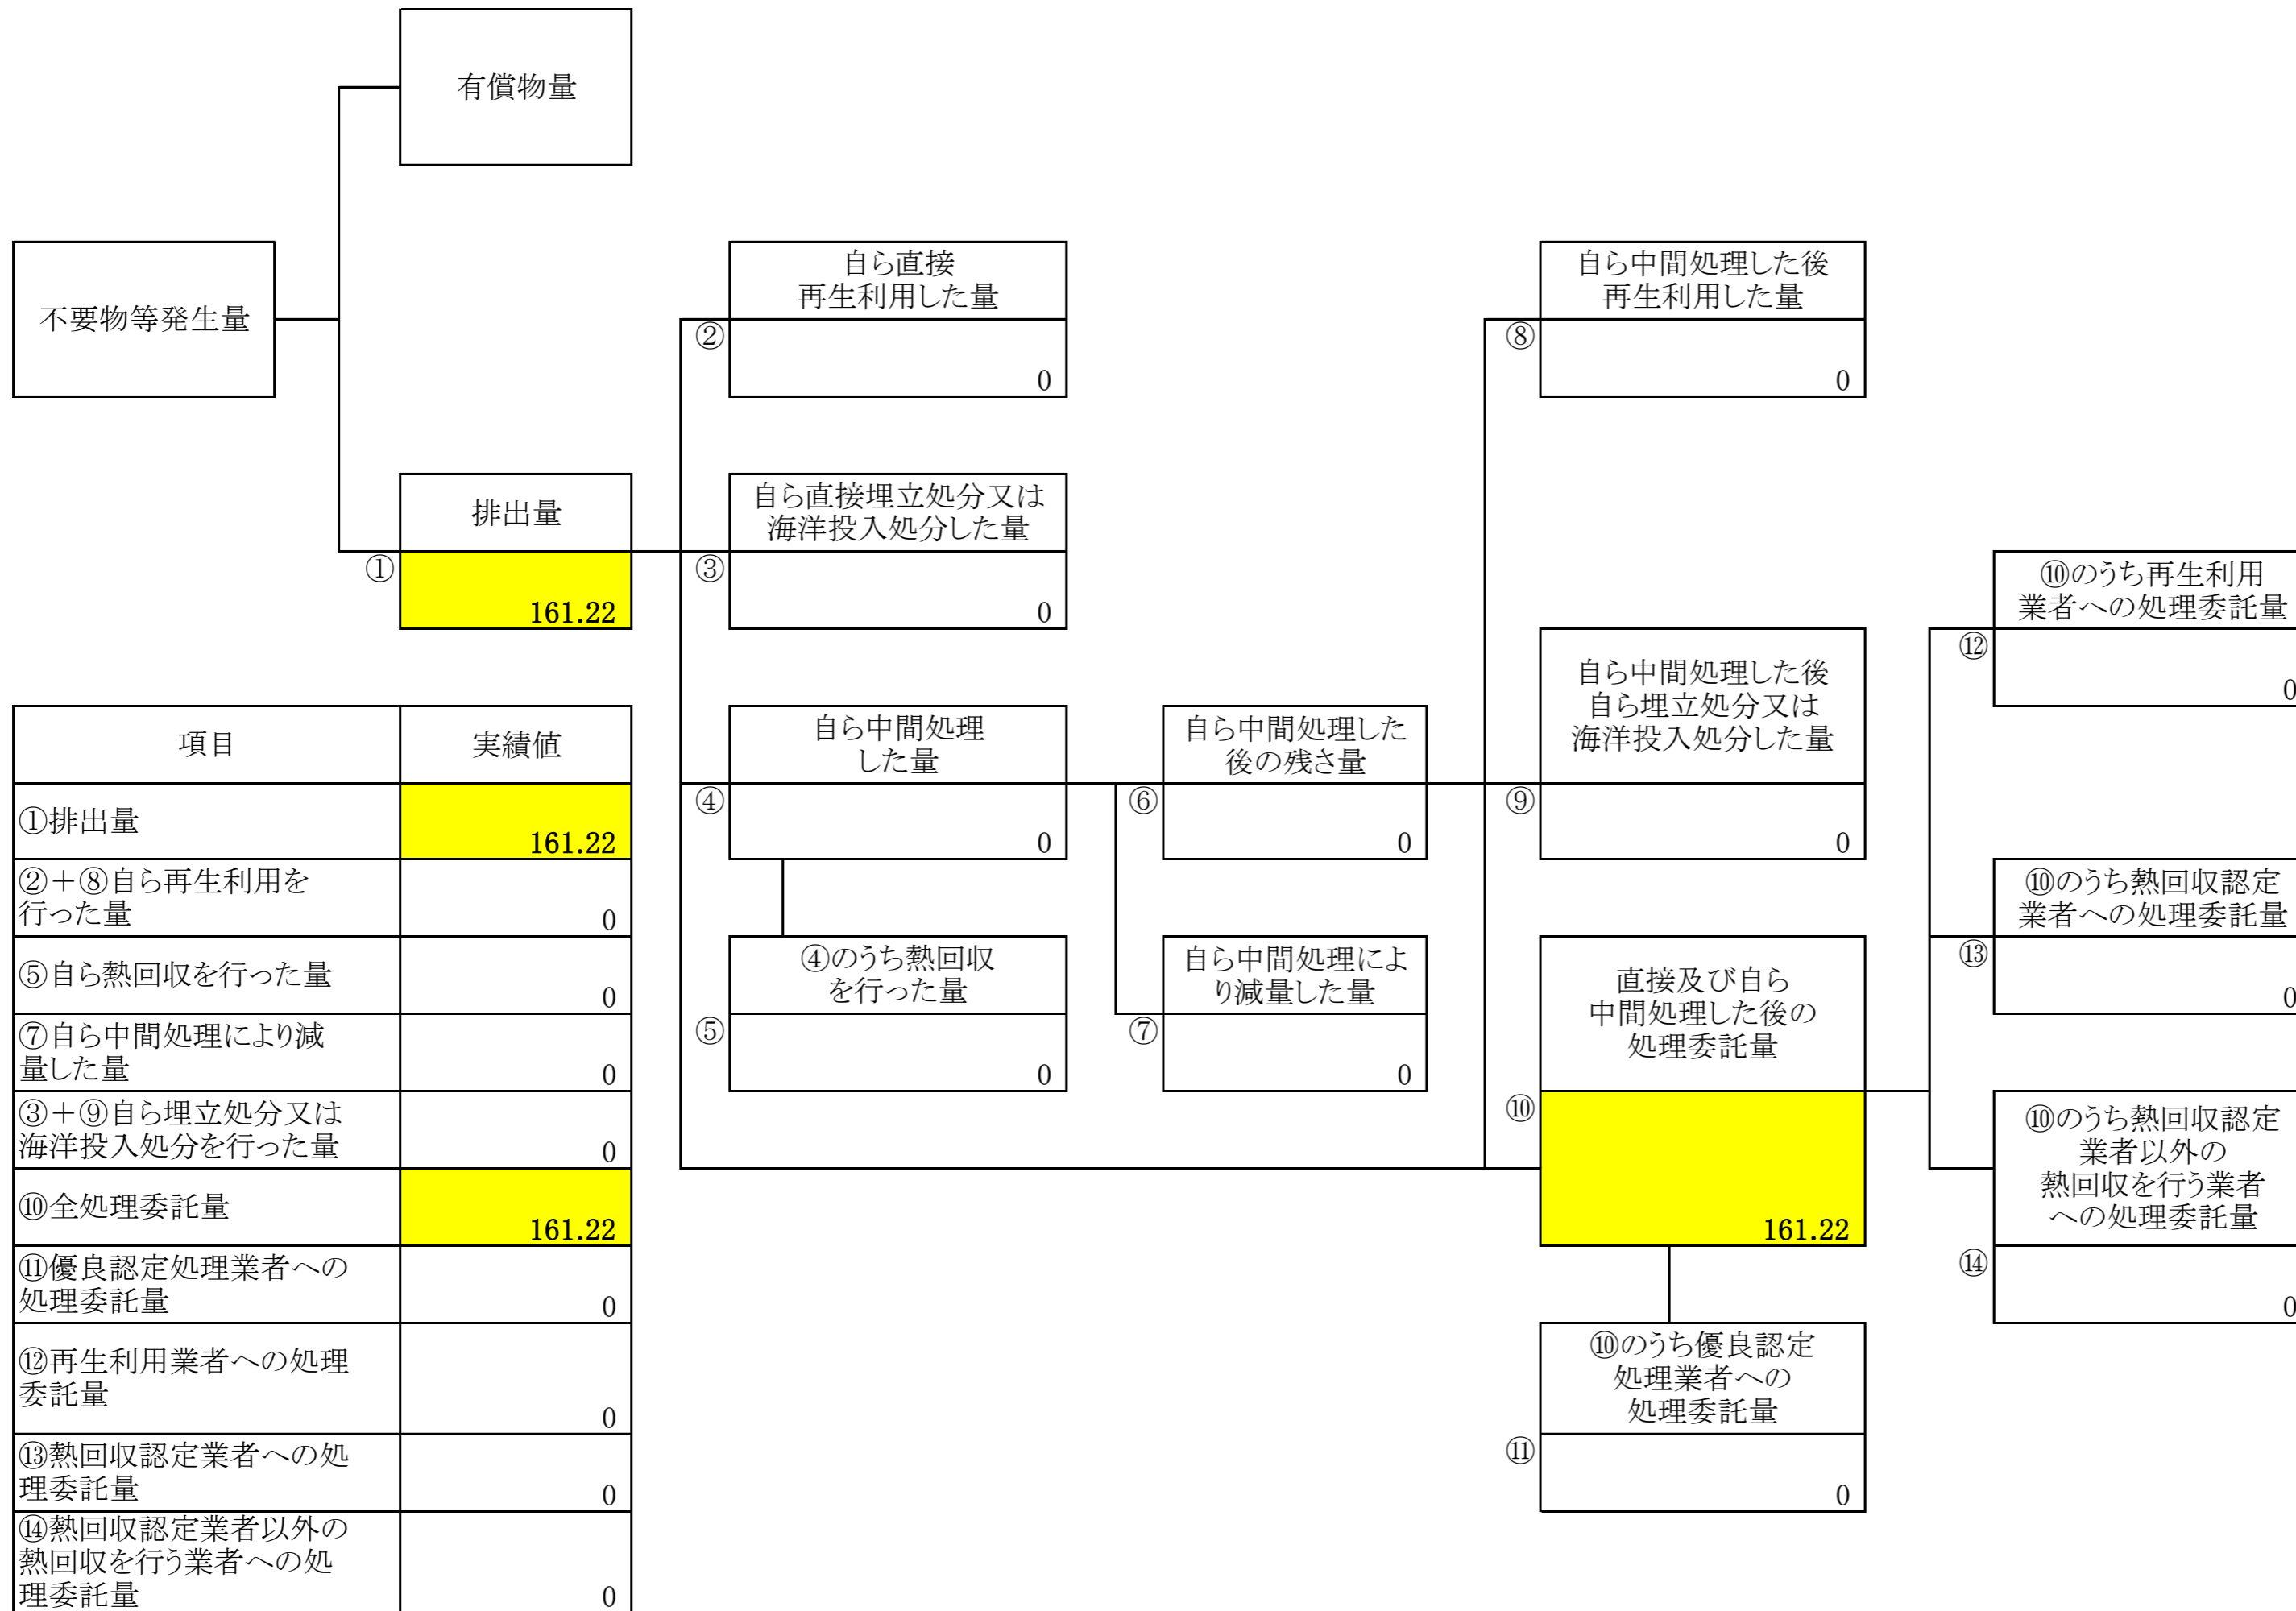 有償物量
不要物等発生量
排出量
①
161.22
自ら直接
再生利用した量
②
0
自ら直接埋立処分又は
海洋投入処分した量
③
0
自ら中間処理
した量
④
0
④のうち熱回収
を行った量
⑤
0
自ら中間処理した
後の残さ量
⑥
0
自ら中間処理によ
り減量した量
⑦
0
自ら中間処理した後
再生利用した量
⑧
0
自ら中間処理した後
自ら埋立処分又は
海洋投入処分した量
⑨
0
直接及び自ら
中間処理した後の
処理委託量
⑩
161.22
⑩のうち優良認定
処理業者への
処理委託量
⑪
0
⑩のうち再生利用
業者への処理委託量
⑫
0
⑩のうち熱回収認定
業者への処理委託量
⑬
0
⑩のうち熱回収認定
業者以外の
熱回収を行う業者
への処理委託量
⑭
0
項目 実績値
①排出量
161.22
②+⑧自ら再生利用を
行った量
0
⑤自ら熱回収を行った量
0
⑦自ら中間処理により減
量した量
0
③+⑨自ら埋立処分又は
海洋投入処分を行った量
0
⑩全処理委託量
161.22
⑪優良認定処理業者への
処理委託量
0
⑫再生利用業者への処理
委託量
0
⑬熱回収認定業者への処
理委託量
0
⑭熱回収認定業者以外の
熱回収を行う業者への処
理委託量
0